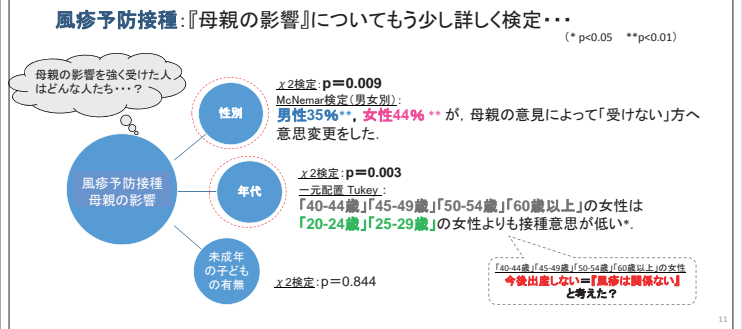 風疹予防接種:『母親の影響』についてもう少し詳しく検定・・・
(* p<0.05 **p<0.01)
母親の影響を強く受けた人
はどんな人たち・・・?
風疹予防接種
母親の影響
性別
χ2検定:p=0.009
McNemar検定(男女別):
男性35%**, 女性44% ** が, 母親の意見によって「受けない」方へ
意思変更をした.
年代
χ2検定:p=0.003
一元配置 Tukey :
「40-44歳」「45-49歳」「50-54歳」「60歳以上」の女性は
「20-24歳」「25-29歳」の女性よりも接種意思が低い*.
未成年
の子ども
の有無
χ2検定:p=0.844
「40-44歳」「45-49歳」「50-54歳」「60歳以上」の女性
今後出産しない=『風疹は関係ない』
と考えた?
11